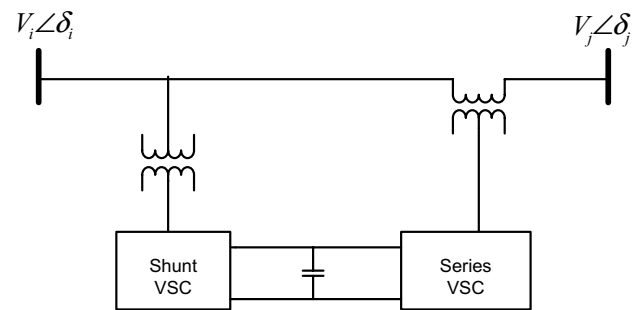 V_i∠δ_i
V_j∠δ_j
Shunt
VSC
Series
VSC